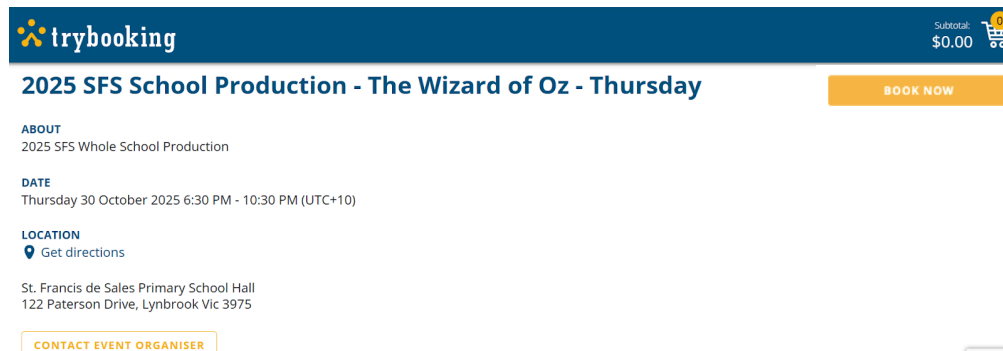 trybooking
Subtotal:
$0.00
0
2025 SFS School Production - The Wizard of Oz - Thursday
BOOK NOW
ABOUT
2025 SFS Whole School Production
DATE
Thursday 30 October 2025 6:30 PM - 10:30 PM (UTC+10)
LOCATION
Get directions
St. Francis de Sales Primary School Hall
122 Paterson Drive, Lynbrook Vic 3975
CONTACT EVENT ORGANISER